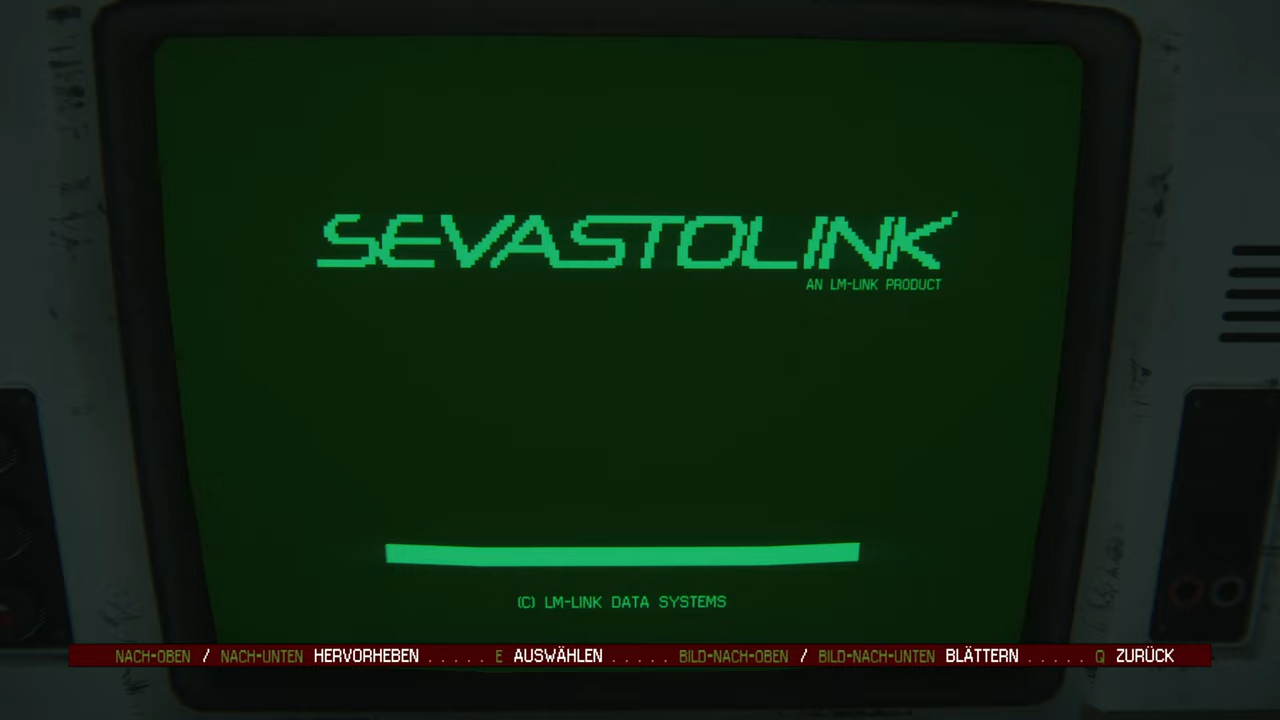 SEVASTOLINK
AN LM-LINK PRODUCT
(C) LM-LINK DATA SYSTEMS
NACH-OBEN / NACH-UNTEN HERVORHEBEN . . . . . E AUSWÄHLEN . . . . . BILD-NACH-OBEN / BILD-NACH-UNTEN BLÄTTERN . . . . . Q ZURÜCK